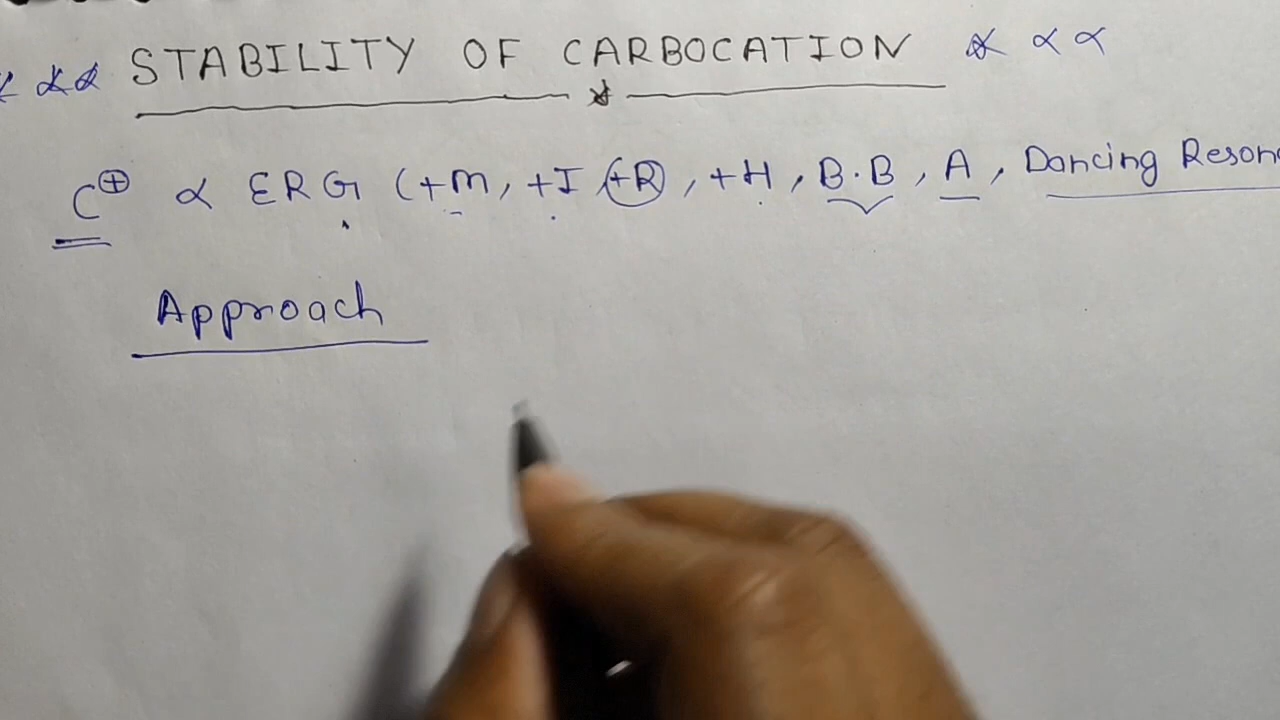 STABILITY OF CARBOCATION
C⊕ ∝ ERG (+M, +I, +R, +H, B.B, A, Dancing Reson
Approach